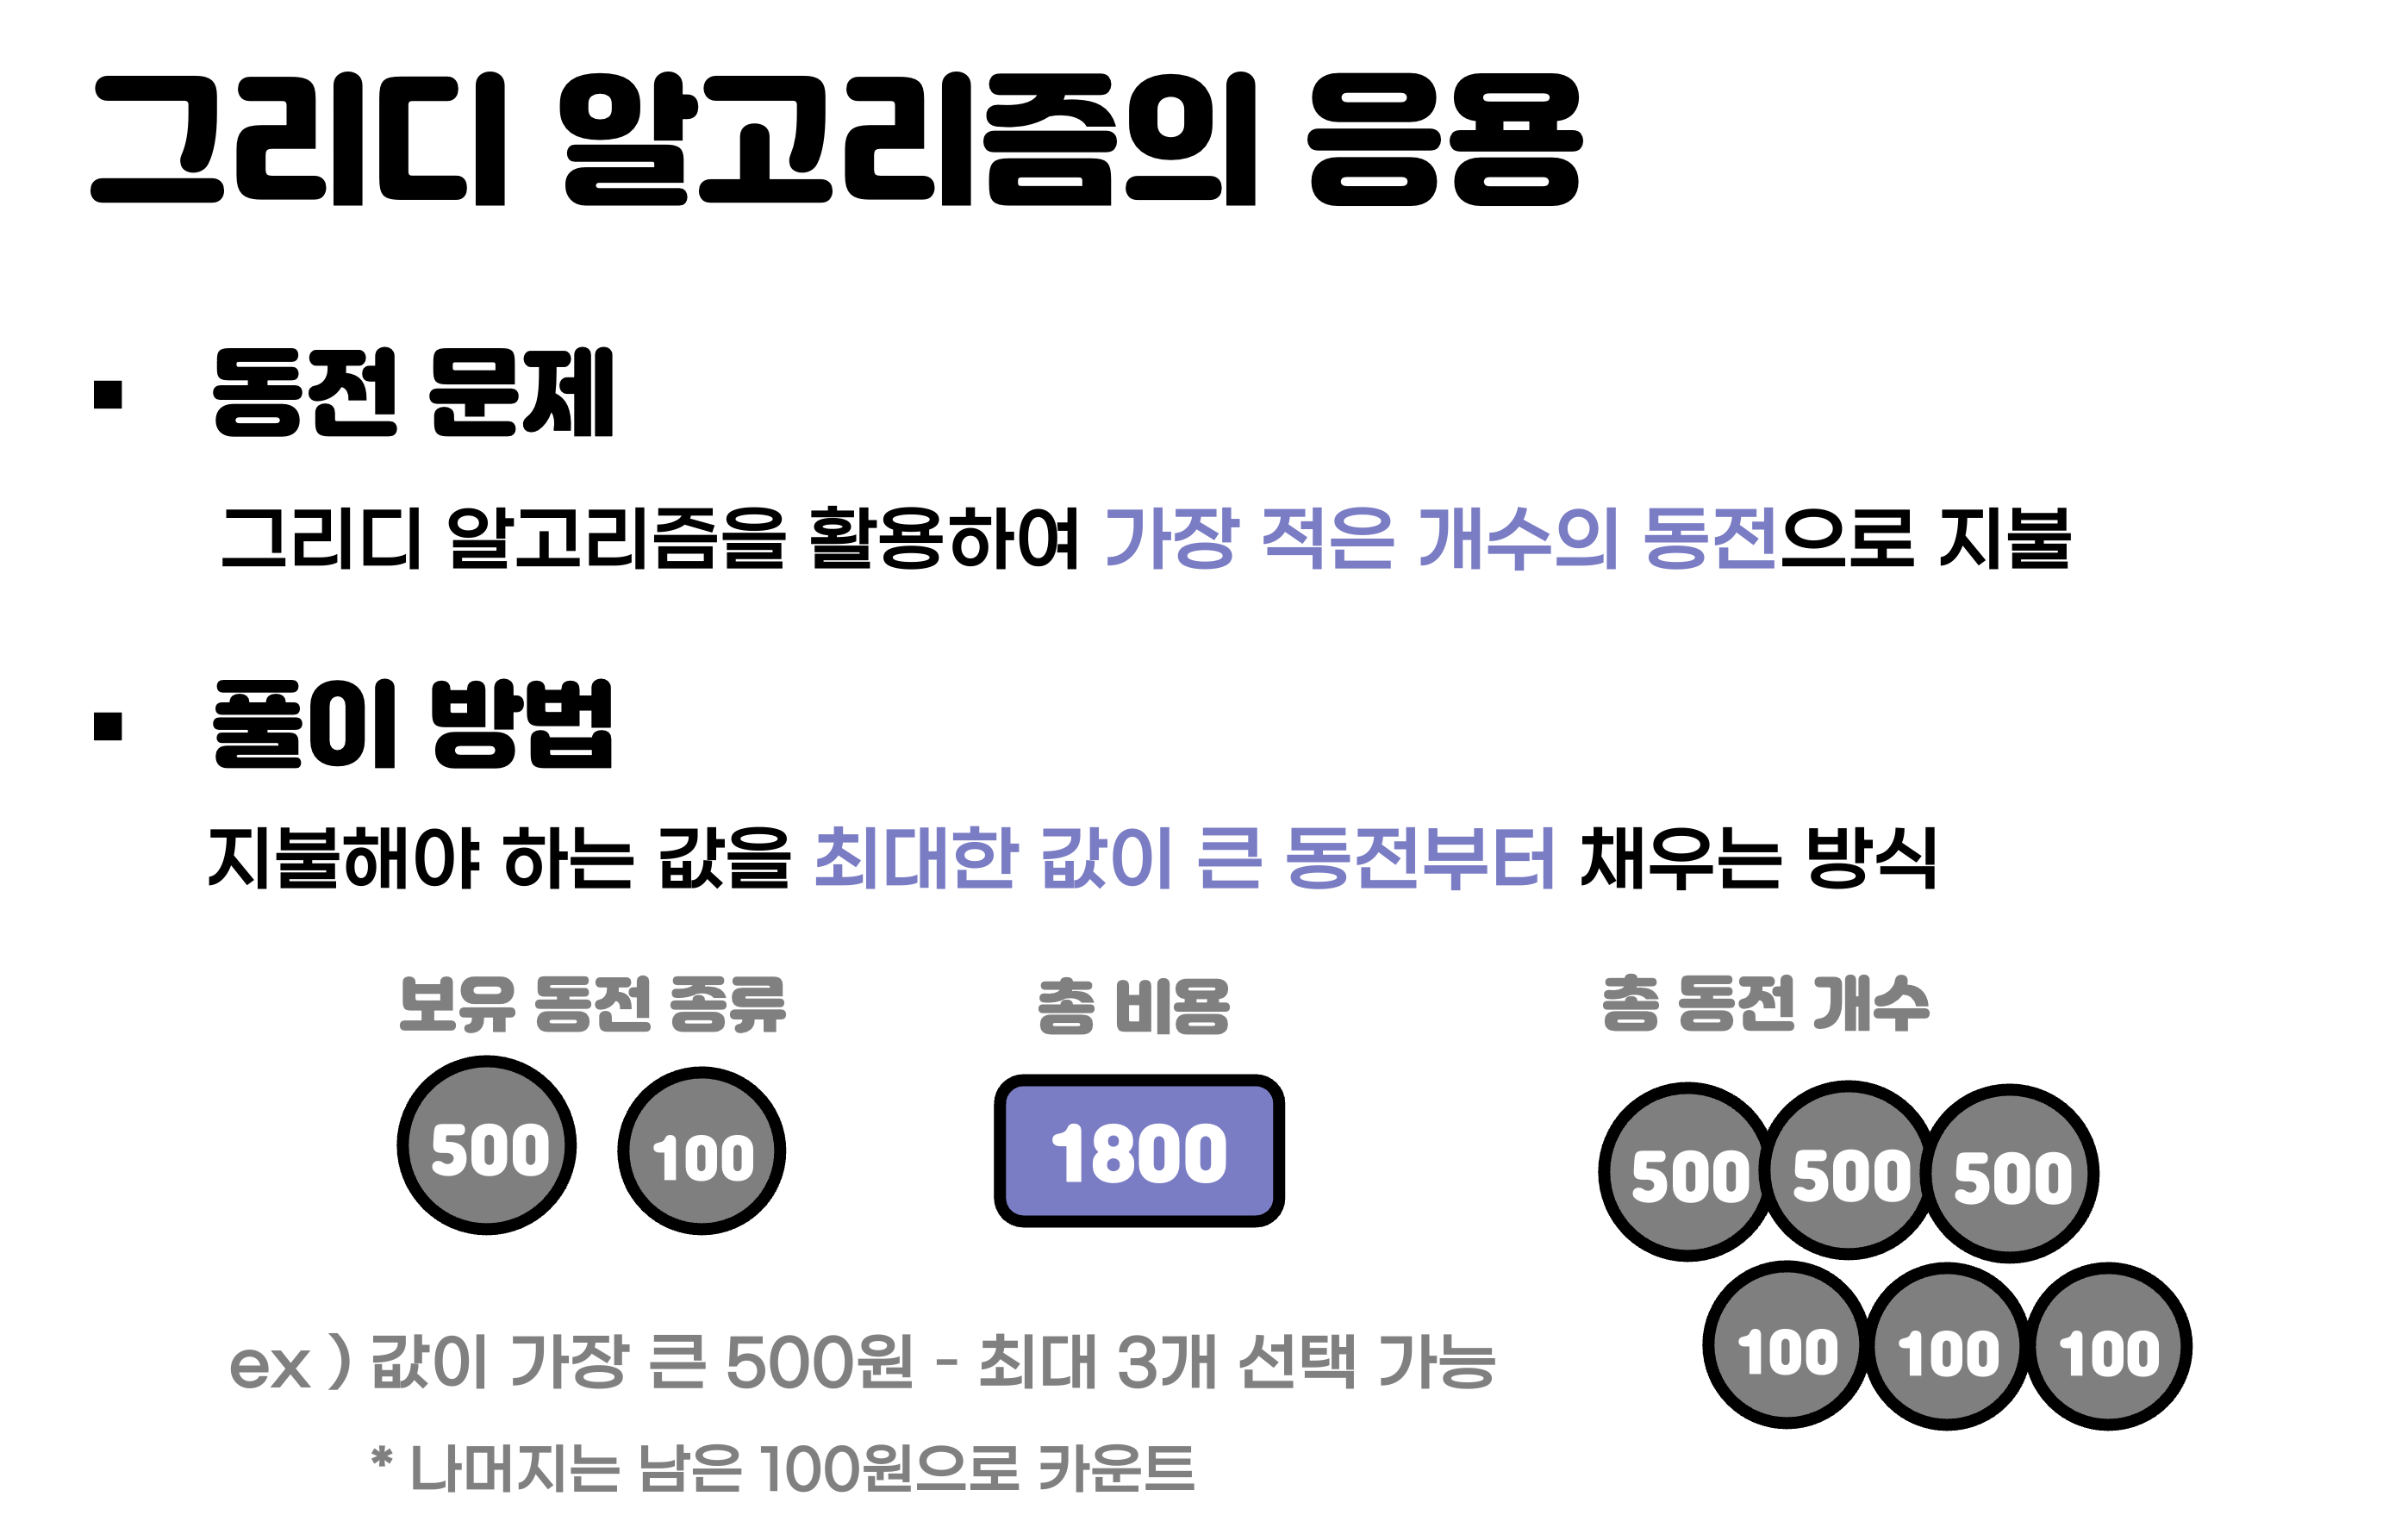 그리디 알고리즘의 응용
▪ 동전 문제
그리디 알고리즘을 활용하여 가장 적은 개수의 동전으로 지불
▪ 풀이 방법
지불해야 하는 값을 최대한 값이 큰 동전부터 채우는 방식
보유 동전 종류
총 비용
총 동전 개수
500 100
1800
500 500 500
100 100 100
ex) 값이 가장 큰 500원 - 최대 3개 선택 가능
* 나머지는 남은 100원으로 카운트